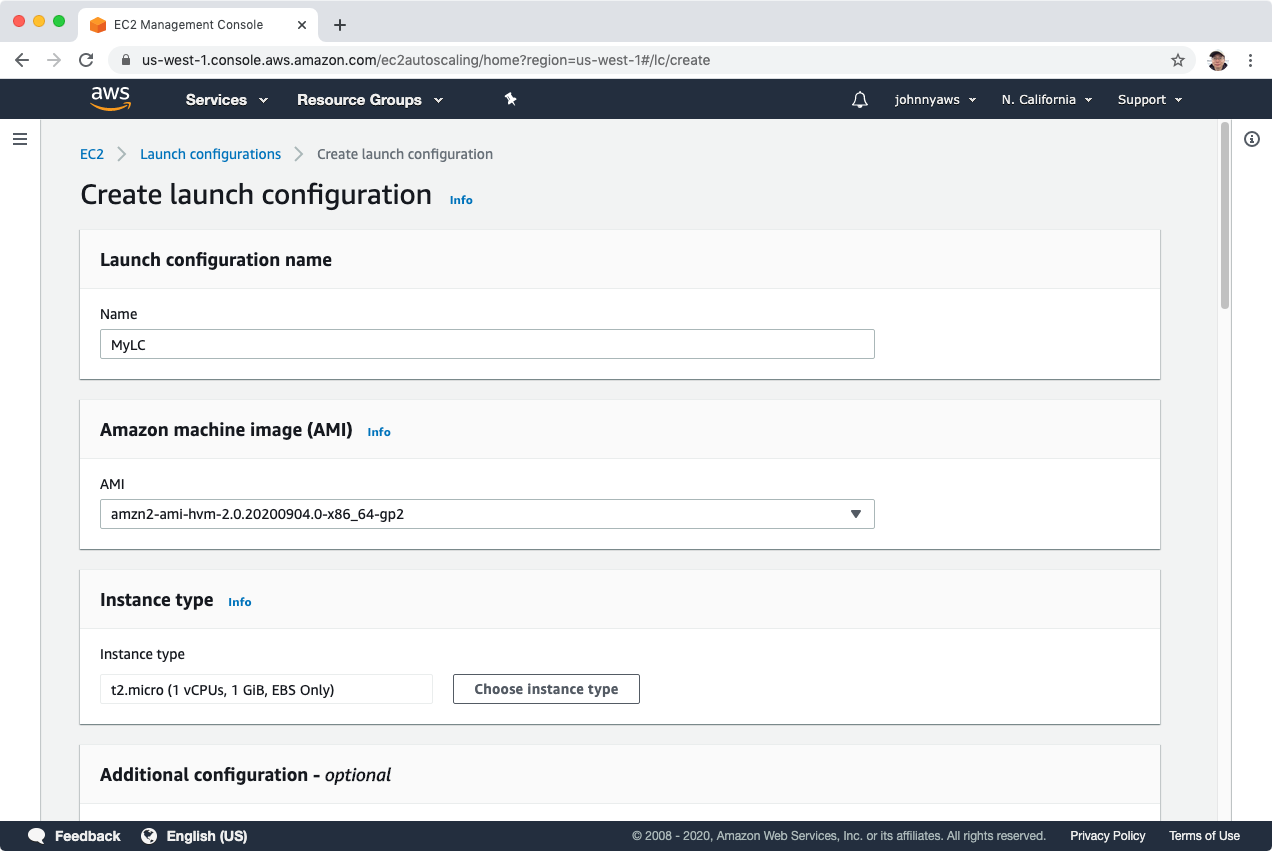 EC2 Management Console
us-west-1.console.aws.amazon.com/ec2autoscaling/home?region=us-west-1#/lc/create
aws Services Resource Groups johnnyaws N. California Support
EC2 Launch configurations Create launch configuration
Create launch configuration Info
Launch configuration name
Name
MyLC
Amazon machine image (AMI) Info
AMI
amzn2-ami-hvm-2.0.20200904.0-x86_64-gp2
Instance type Info
Instance type
t2.micro (1 vCPUs, 1 GiB, EBS Only) Choose instance type
Additional configuration - optional
Feedback English (US) © 2008 - 2020, Amazon Web Services, Inc. or its affiliates. All rights reserved. Privacy Policy Terms of Use